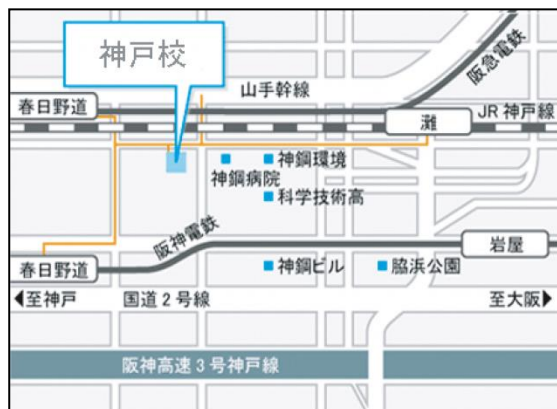 神戸校
山手幹線
阪急電鉄
春日野道
灘
JR 神戸線
神鋼環境
神鋼病院
科学技術高
阪神電鉄
岩屋
春日野道
神鋼ビル
脇浜公園
◀至神戸
国道2号線
至大阪▶
阪神高速3号神戸線